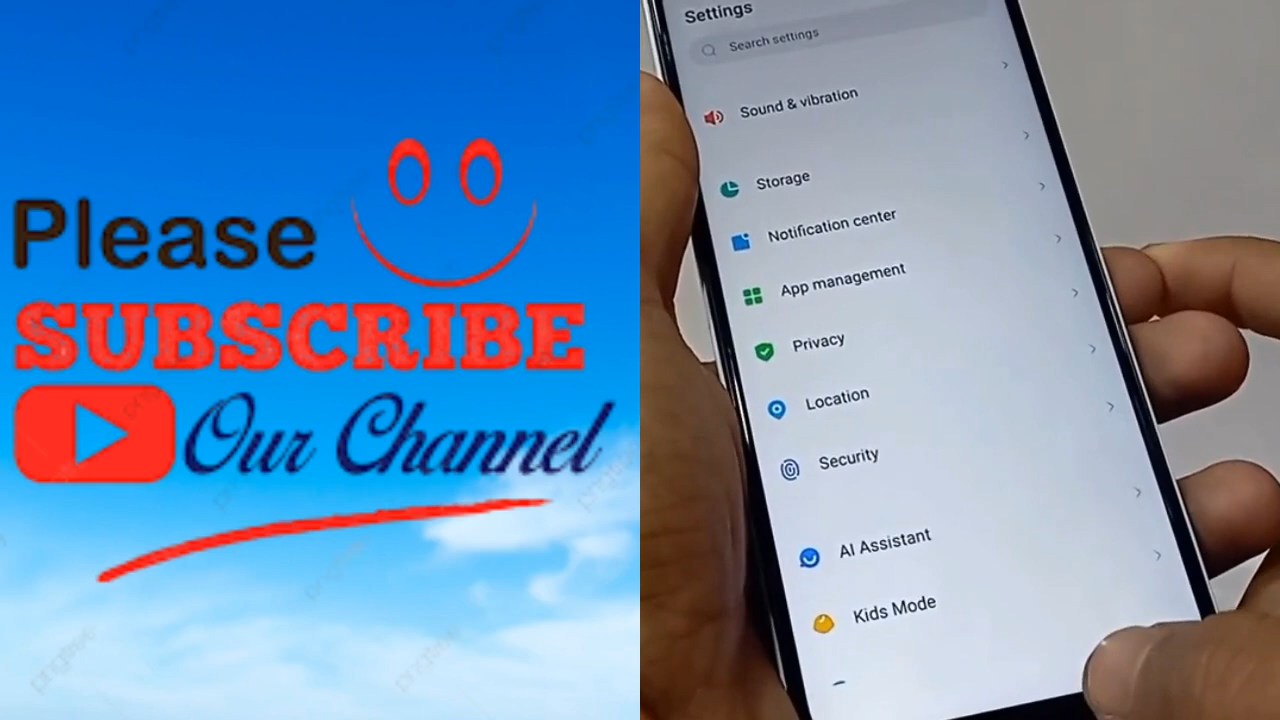 Please
SUBSCRIBE
Our Channel
Settings
Search settings
Sound & vibration
Storage
Notification center
App management
Privacy
Location
Security
AI Assistant
Kids Mode